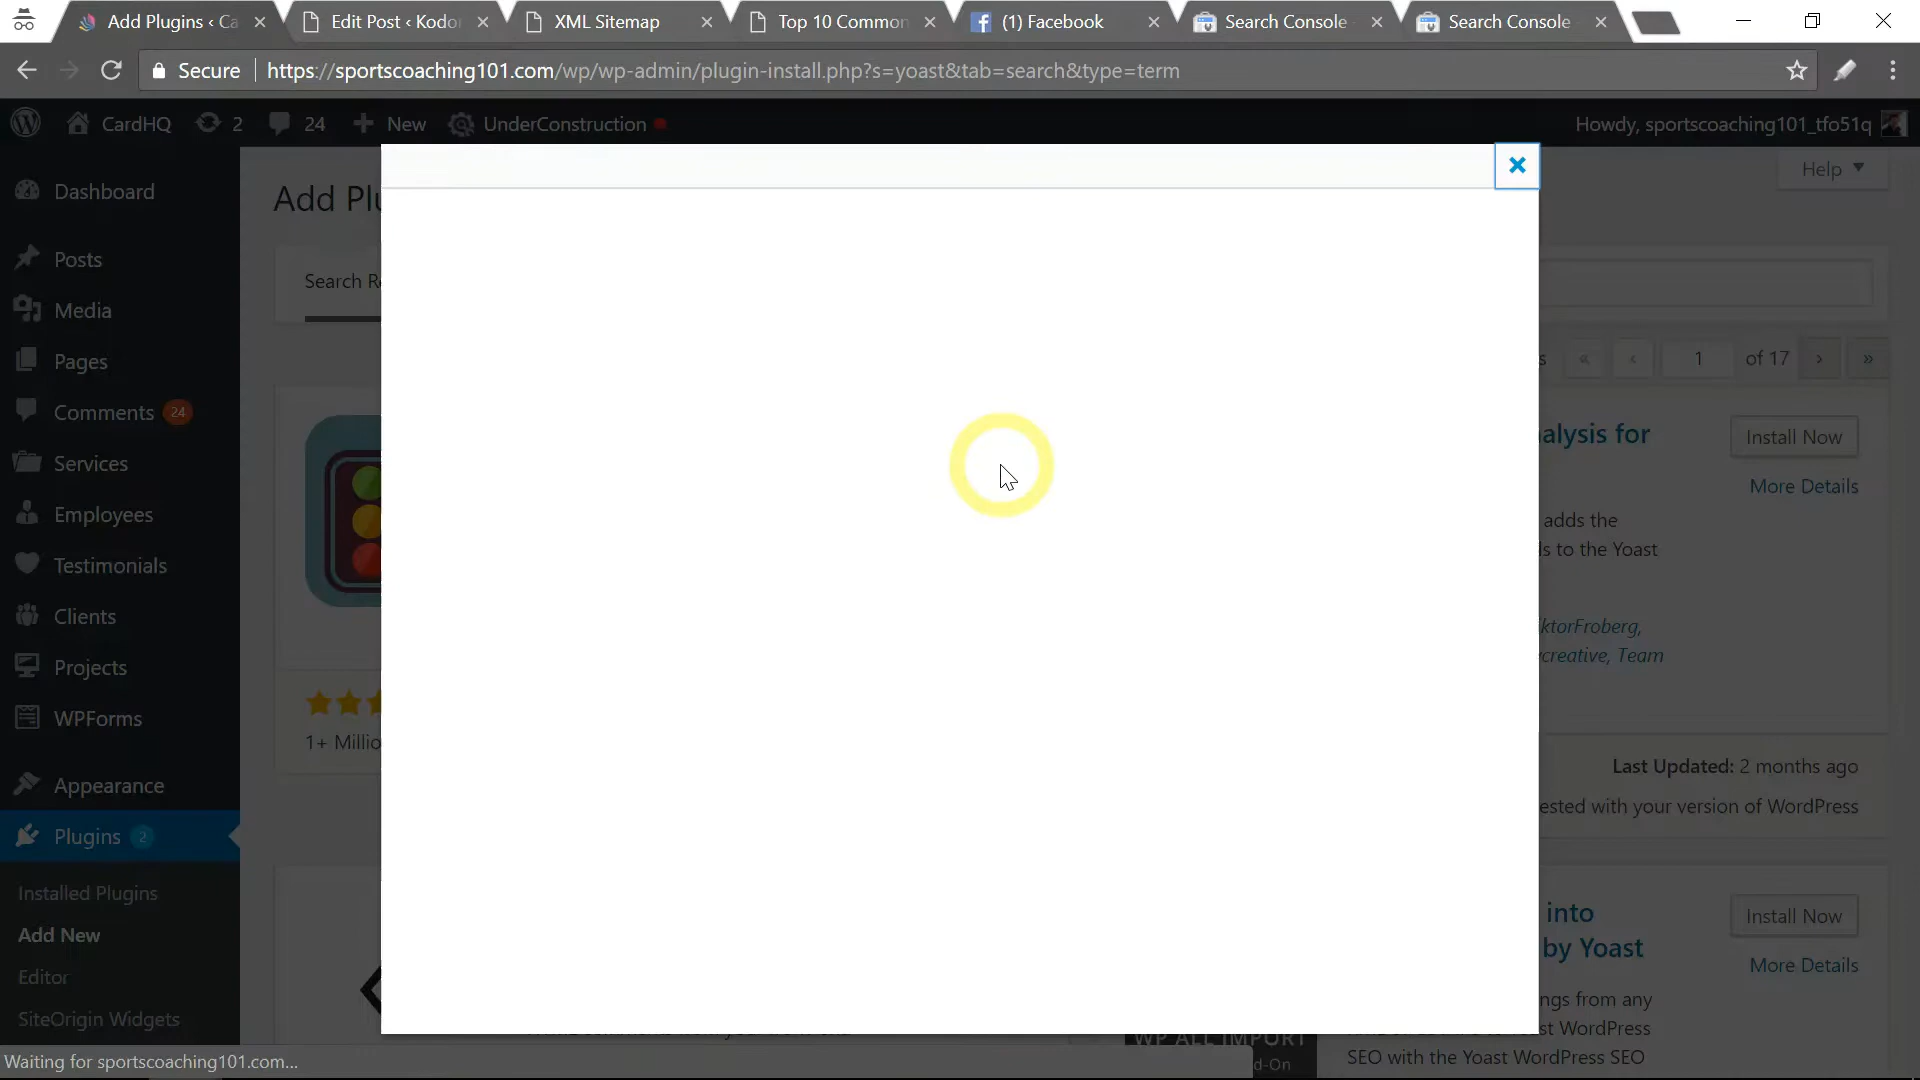 Add Plugins ‹ Ca
Edit Post ‹ Kodo
XML Sitemap
Top 10 Common
(1) Facebook
Search Console
Search Console
Secure
https://sportscoaching101.com/wp/wp-admin/plugin-install.php?s=yoast&tab=search&type=term
CardHQ
2
24
New
UnderConstruction
Howdy, sportscoaching101_tfo51q
Dashboard
Posts
Media
Pages
Comments 24
Services
Employees
Testimonials
Clients
Projects
WPForms
Appearance
Plugins 2
Installed Plugins
Add New
Editor
SiteOrigin Widgets
Add Plu
Help
Search Re
1 of 17
alysis for
Install Now
More Details
adds the
s to the Yoast
ktorFroberg,
creative, Team
1+ Millio
Last Updated: 2 months ago
ested with your version of WordPress
into
by Yoast
Install Now
More Details
ngs from any
st WordPress
SEO with the Yoast WordPress SEO
WP ALL IMPORT
d-On
Waiting for sportscoaching101.com...